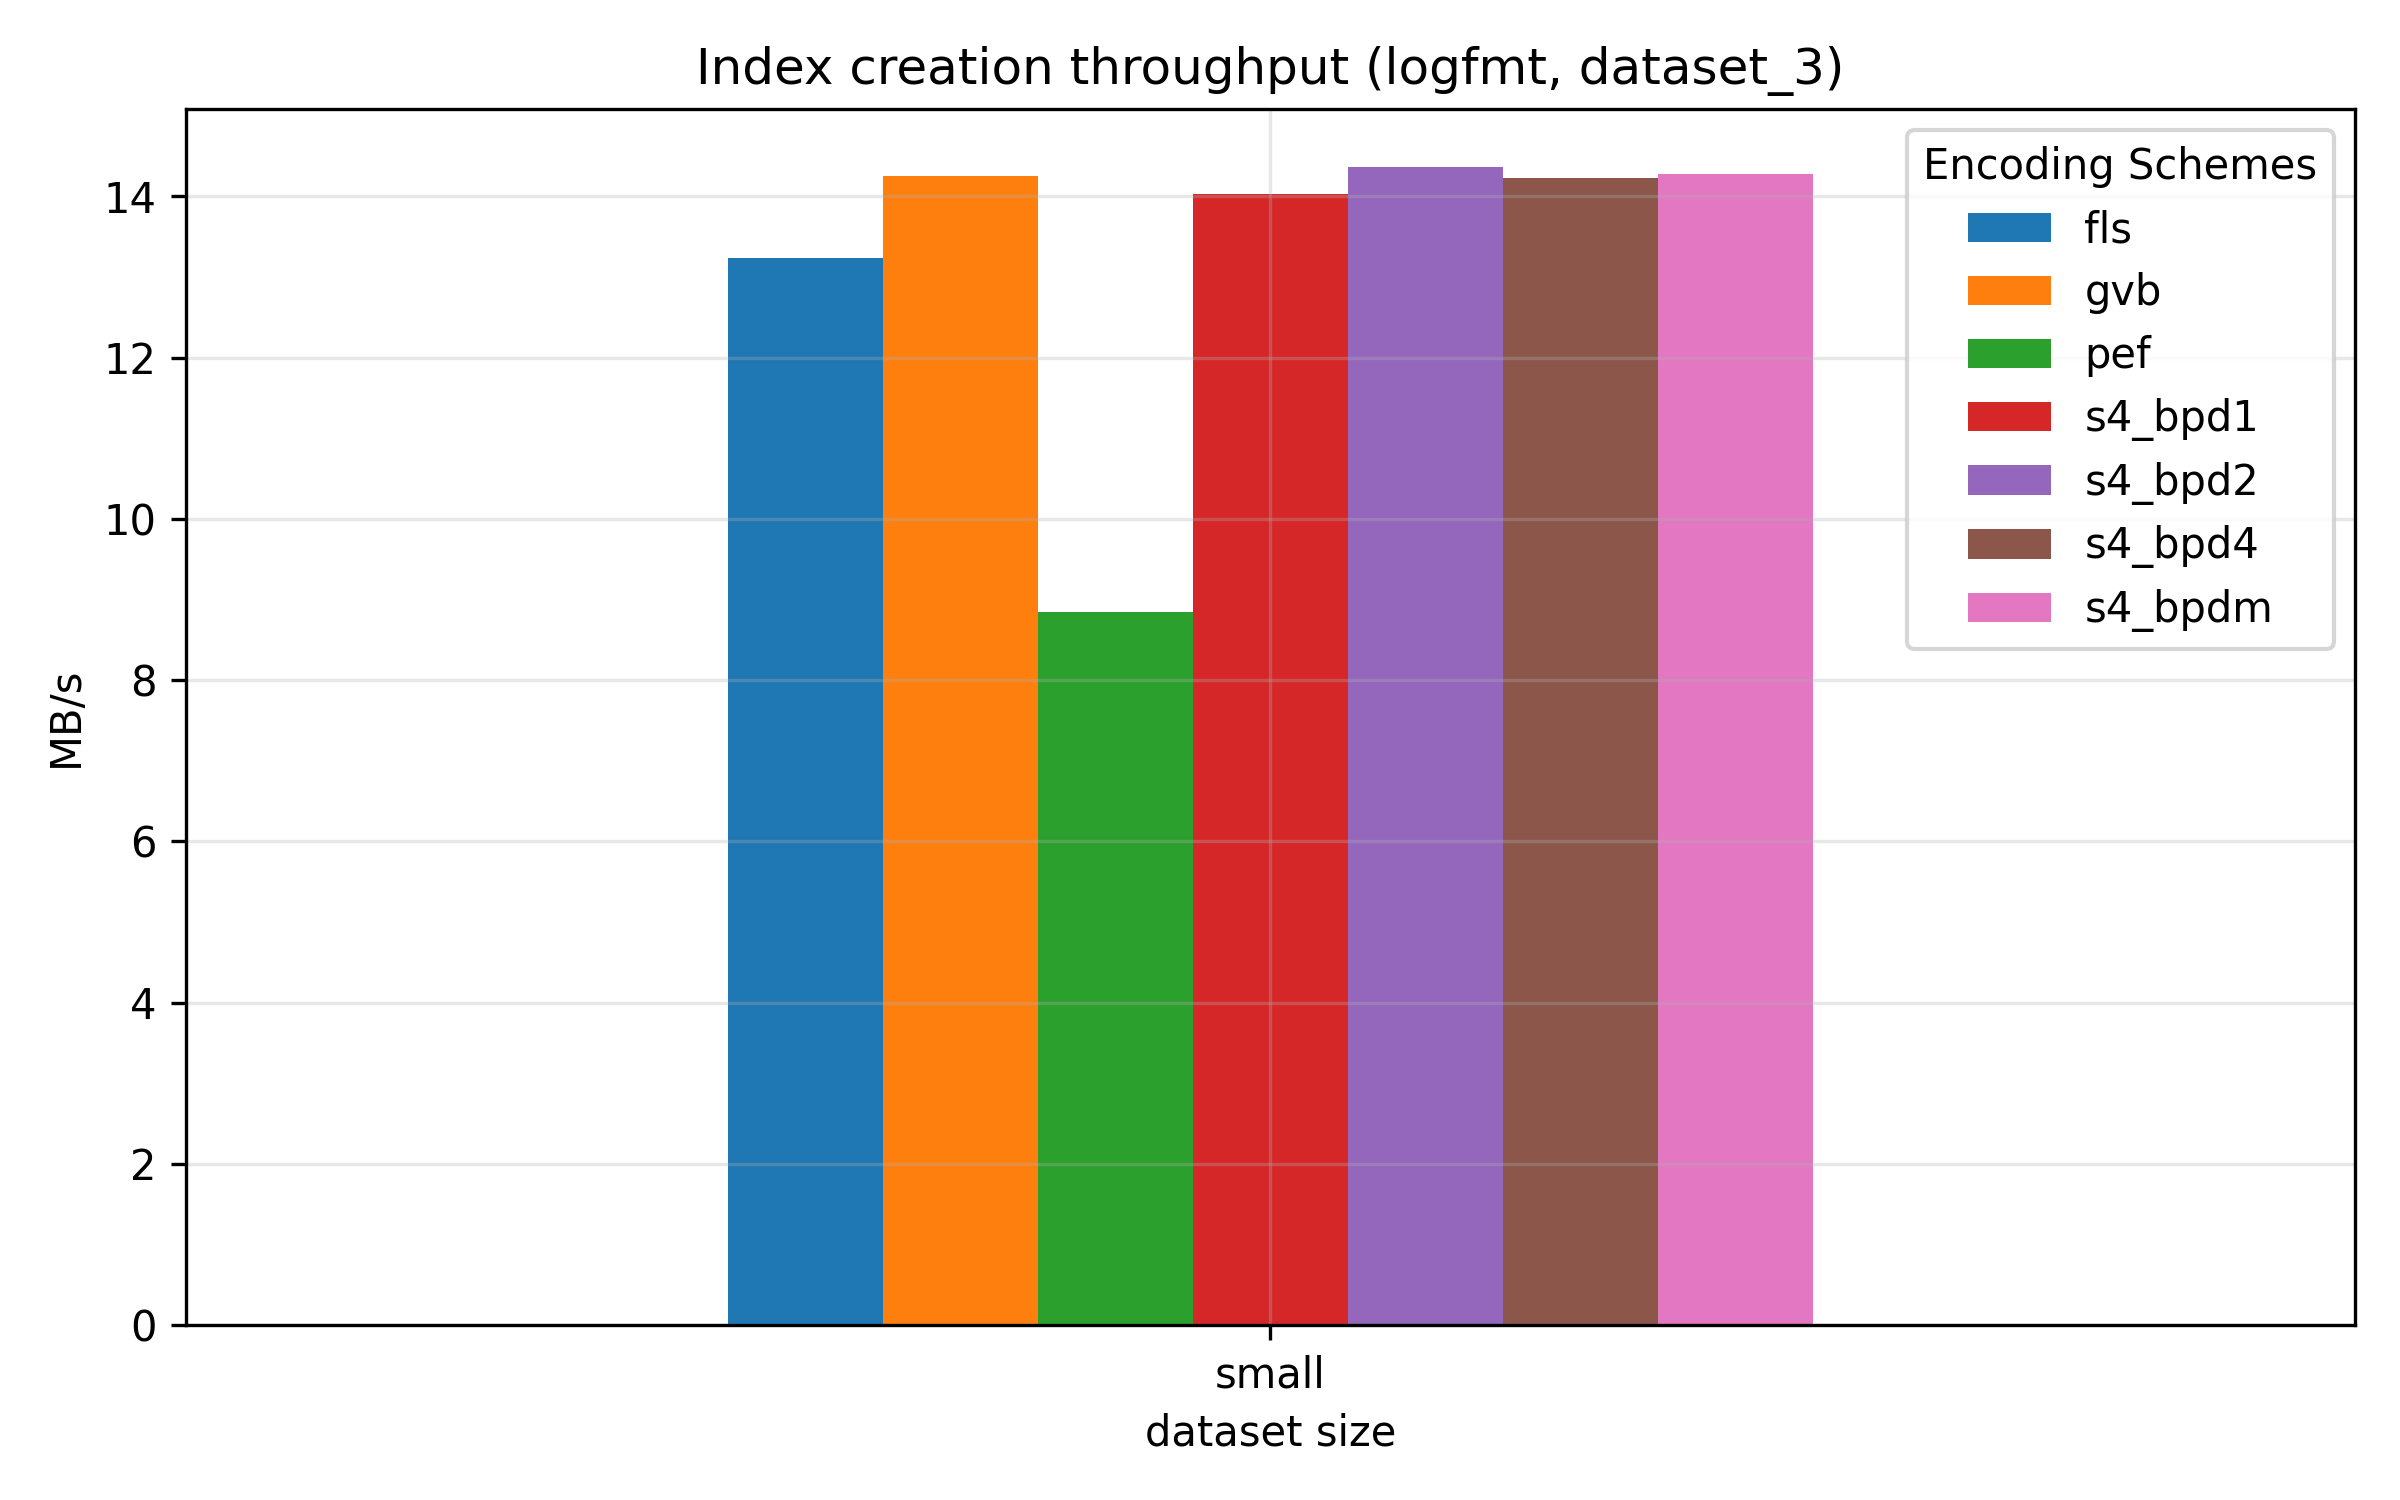 Index creation throughput (logfmt, dataset_3)
Encoding Schemes
fls
gvb
pef
s4_bpd1
s4_bpd2
s4_bpd4
s4_bpdm
MB/s
14
12
10
8
6
4
2
0
small
dataset size